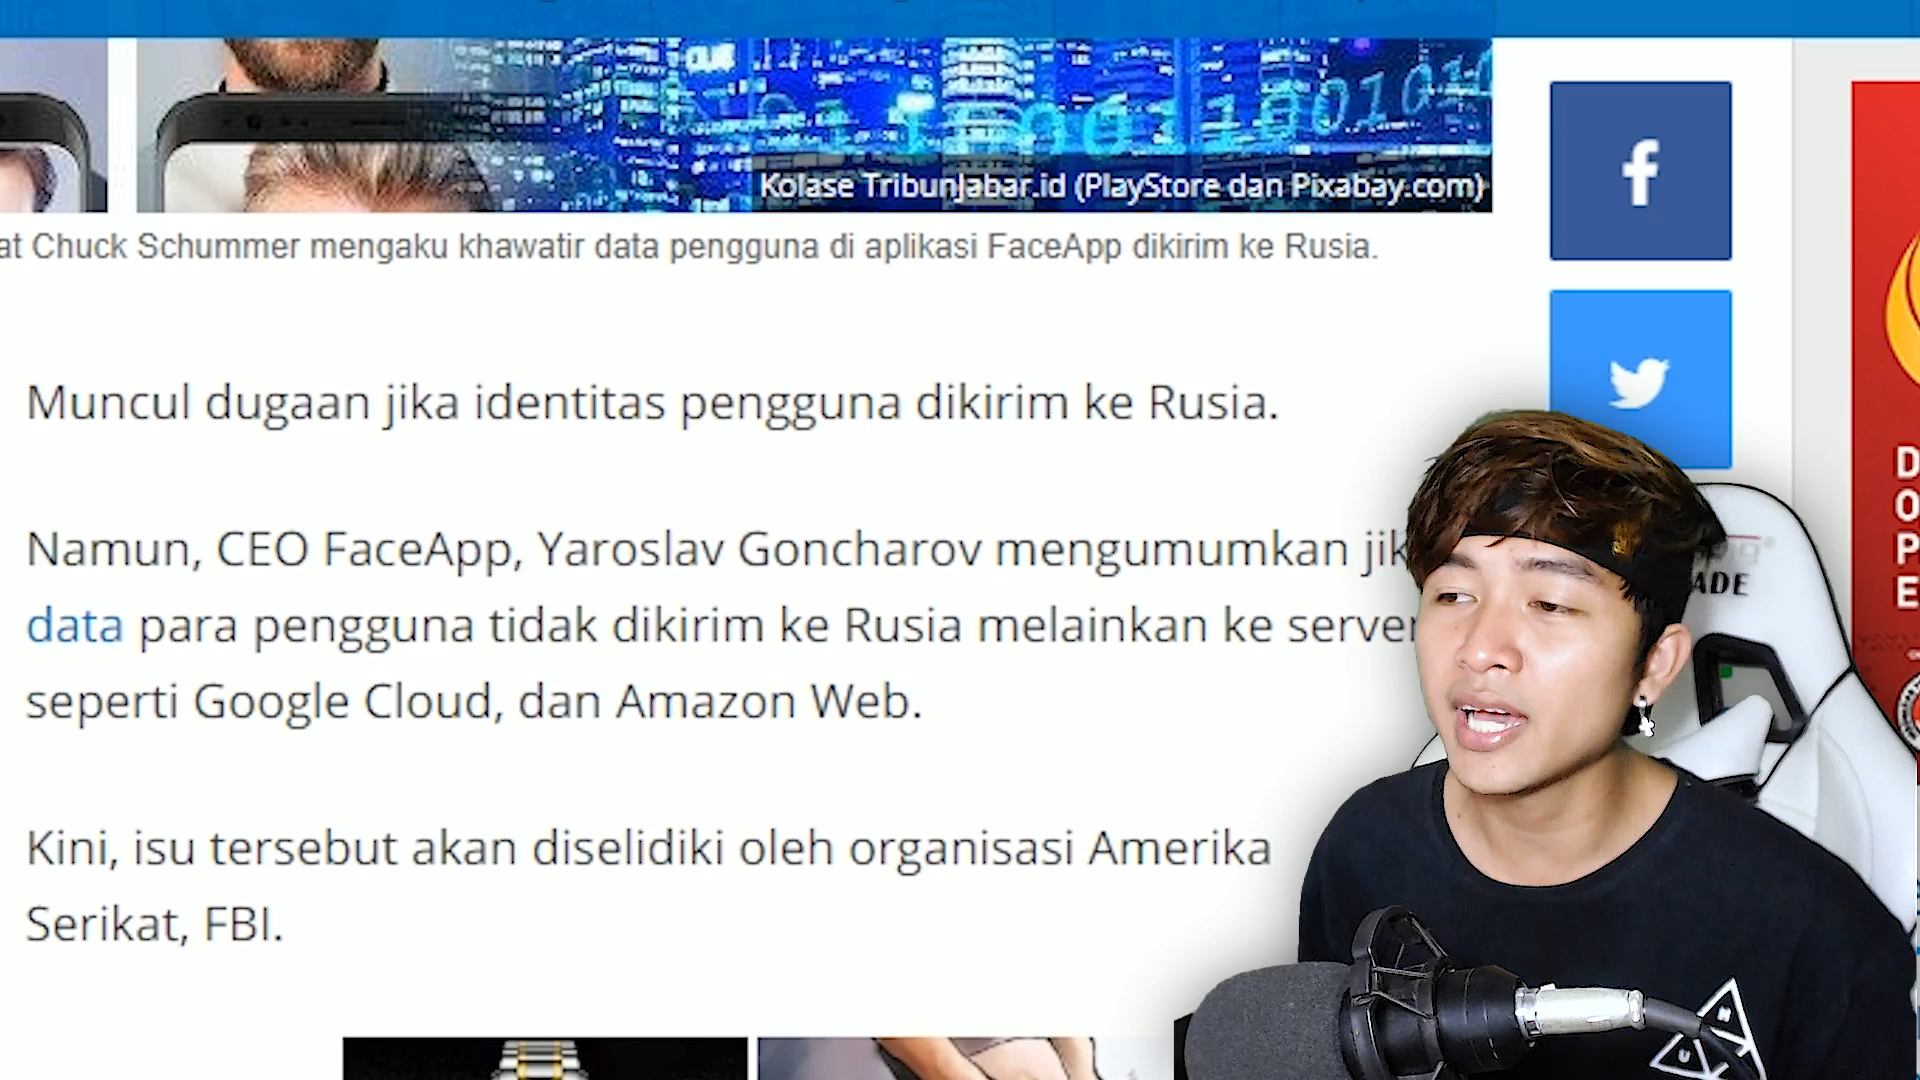 Kolase TribunJabar.id (PlayStore dan Pixabay.com)
at Chuck Schummer mengaku khawatir data pengguna di aplikasi FaceApp dikirim ke Rusia.
Muncul dugaan jika identitas pengguna dikirim ke Rusia.
Namun, CEO FaceApp, Yaroslav Goncharov mengumumkan jik
data para pengguna tidak dikirim ke Rusia melainkan ke server
seperti Google Cloud, dan Amazon Web.
Kini, isu tersebut akan diselidiki oleh organisasi Amerika
Serikat, FBI.
f
ADE
D
O
P
E